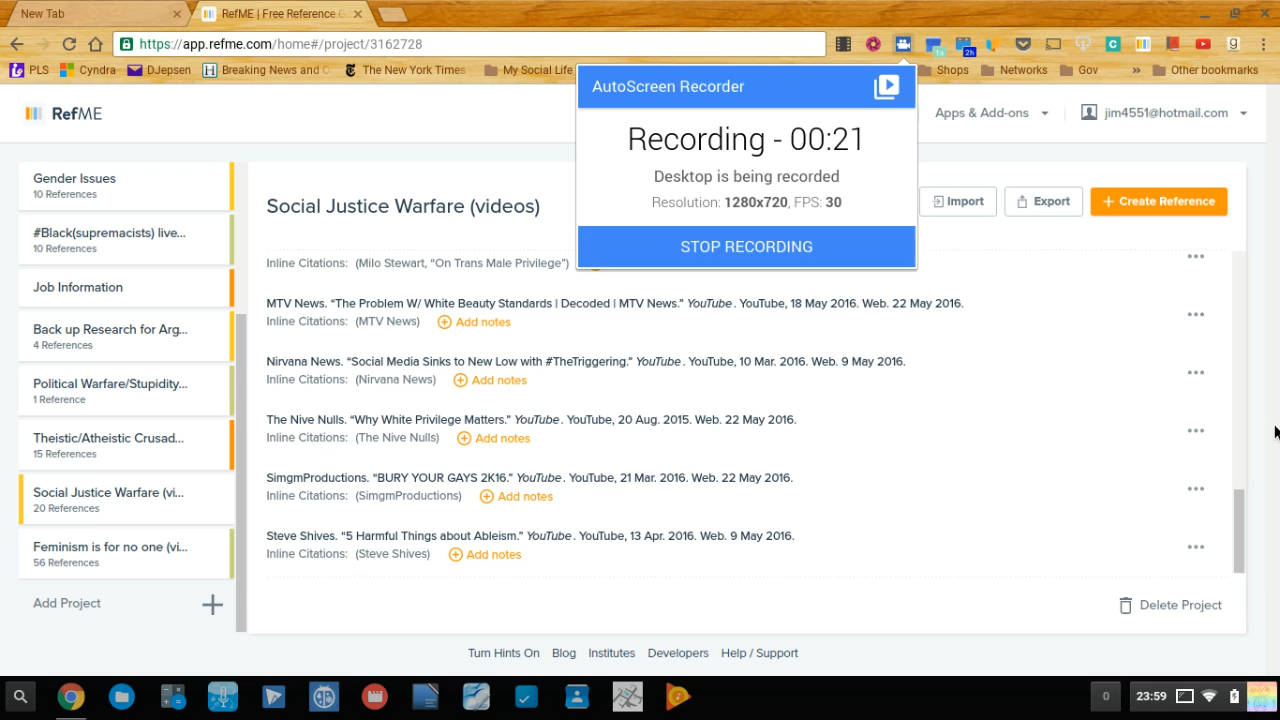 New Tab
RefME | Free Reference G
https://app.refme.com/home#/project/3162728
2h
PLS
Cyndra
DJepsen
Breaking News and C
The New York Times
My Social Life
Shops
Networks
Gov
Other bookmarks
AutoScreen Recorder
Recording - 00:21
Desktop is being recorded
Resolution: 1280x720, FPS: 30
STOP RECORDING
RefME
Apps & Add-ons
jim4551@hotmail.com
Gender Issues
10 References
#Black(supremacists) live...
10 References
Job Information
Back up Research for Arg...
4 References
Political Warfare/Stupidity...
1 Reference
Theistic/Atheistic Crusad...
15 References
Social Justice Warfare (vi...
20 References
Feminism is for no one (vi...
56 References
Add Project
Social Justice Warfare (videos)
Import
Export
+ Create Reference
Inline Citations: (Milo Stewart, “On Trans Male Privilege”)
MTV News. “The Problem W/ White Beauty Standards | Decoded | MTV News.” YouTube. YouTube, 18 May 2016. Web. 22 May 2016.
Inline Citations: (MTV News) Add notes
Nirvana News. “Social Media Sinks to New Low with #TheTriggering.” YouTube. YouTube, 10 Mar. 2016. Web. 9 May 2016.
Inline Citations: (Nirvana News) Add notes
The Nive Nulls. “Why White Privilege Matters.” YouTube. YouTube, 20 Aug. 2015. Web. 22 May 2016.
Inline Citations: (The Nive Nulls) Add notes
SimgmProductions. “BURY YOUR GAYS 2K16.” YouTube. YouTube, 21 Mar. 2016. Web. 22 May 2016.
Inline Citations: (SimgmProductions) Add notes
Steve Shives. “5 Harmful Things about Ableism.” YouTube. YouTube, 13 Apr. 2016. Web. 9 May 2016.
Inline Citations: (Steve Shives) Add notes
Delete Project
Turn Hints On
Blog
Institutes
Developers
Help / Support
0
23:59